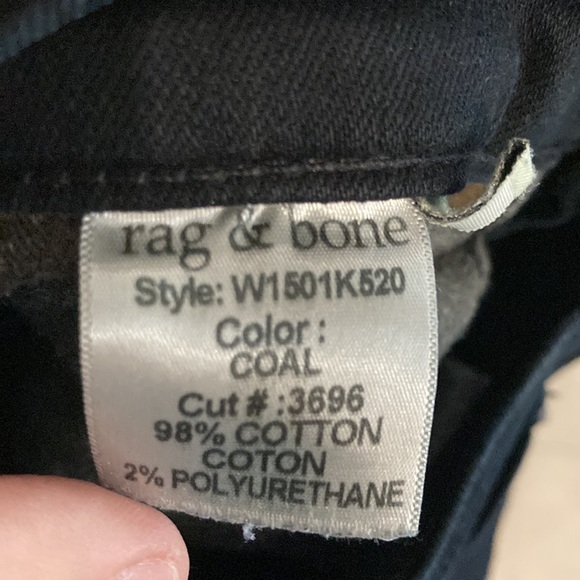 rag & bone
Style: W1501K520
Color :
COAL
Cut # :3696
98% COTTON
COTON
2% POLYURETHANE